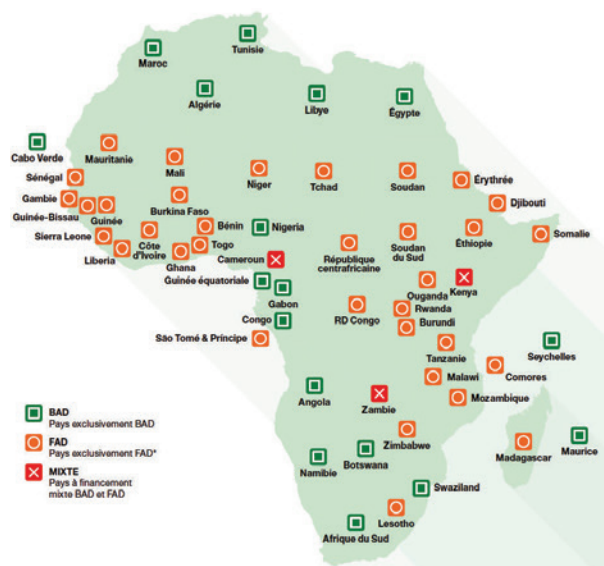 Tunisie
Maroc
Algérie
Libye
Égypte
Cabo Verde
Mauritanie
Mali
Niger
Tchad
Soudan
Érythrée
Sénégal
Gambie
Guinée-Bissau
Guinée
Burkina Faso
Bénin
Nigeria
Djibouti
Sierra Leone
Liberia
Côte
d'Ivoire
Ghana
Togo
Cameroun
République
centrafricaine
Soudan
du Sud
Éthiopie
Somalie
Guinée équatoriale
Gabon
Congo
São Tomé & Príncipe
RD Congo
Ouganda
Kenya
Rwanda
Burundi
Tanzanie
Seychelles
Comores
Malawi
Mozambique
Angola
Zambie
Zimbabwe
Madagascar
Maurice
Namibie
Botswana
Swaziland
Lesotho
Afrique du Sud
BAD
Pays exclusivement BAD
FAD
Pays exclusivement FAD*
MIXTE
Pays à financement
mixte BAD et FAD